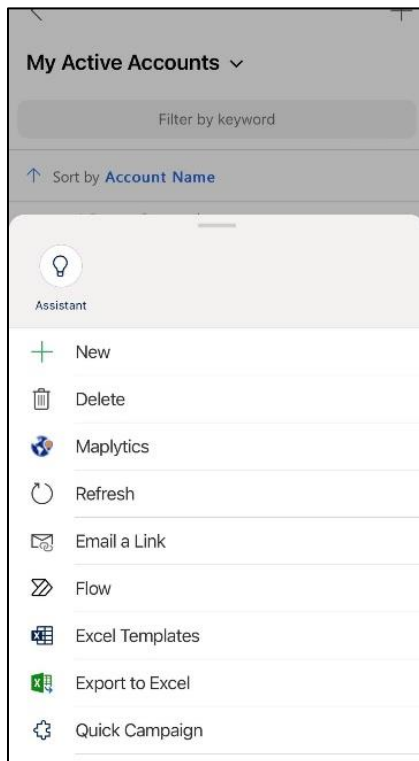 My Active Accounts
Filter by keyword
Sort by Account Name
Assistant
New
Delete
Maplytics
Refresh
Email a Link
Flow
Excel Templates
Export to Excel
Quick Campaign